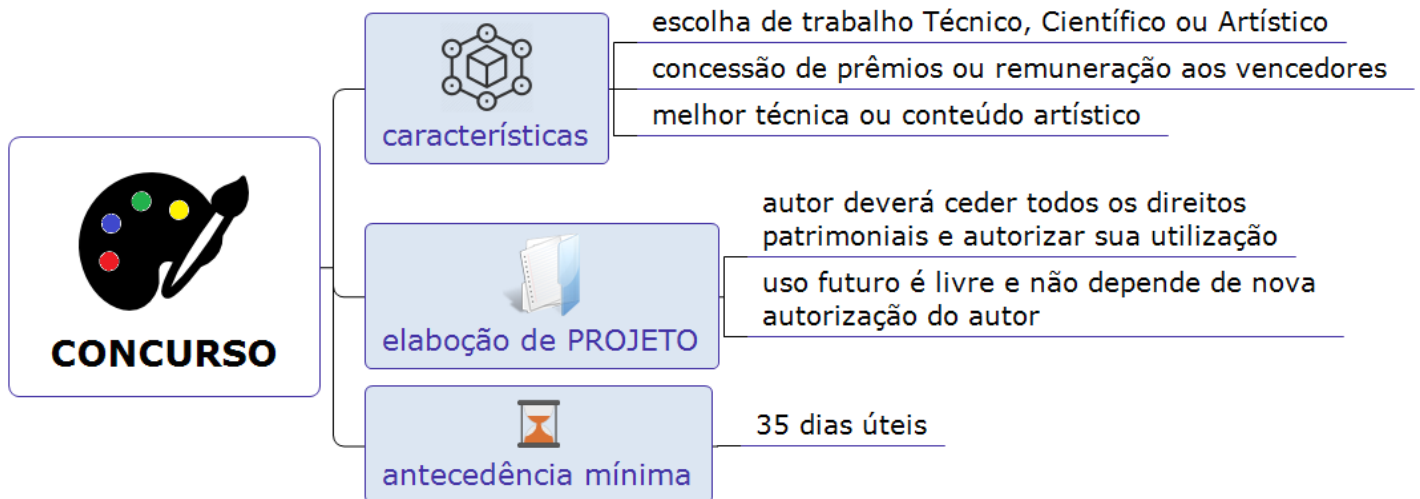 CONCURSO
características
escolha de trabalho Técnico, Científico ou Artístico
concessão de prêmios ou remuneração aos vencedores
melhor técnica ou conteúdo artístico
elaboção de PROJETO
autor deverá ceder todos os direitos
patrimoniais e autorizar sua utilização
uso futuro é livre e não depende de nova
autorização do autor
antecedência mínima
35 dias úteis